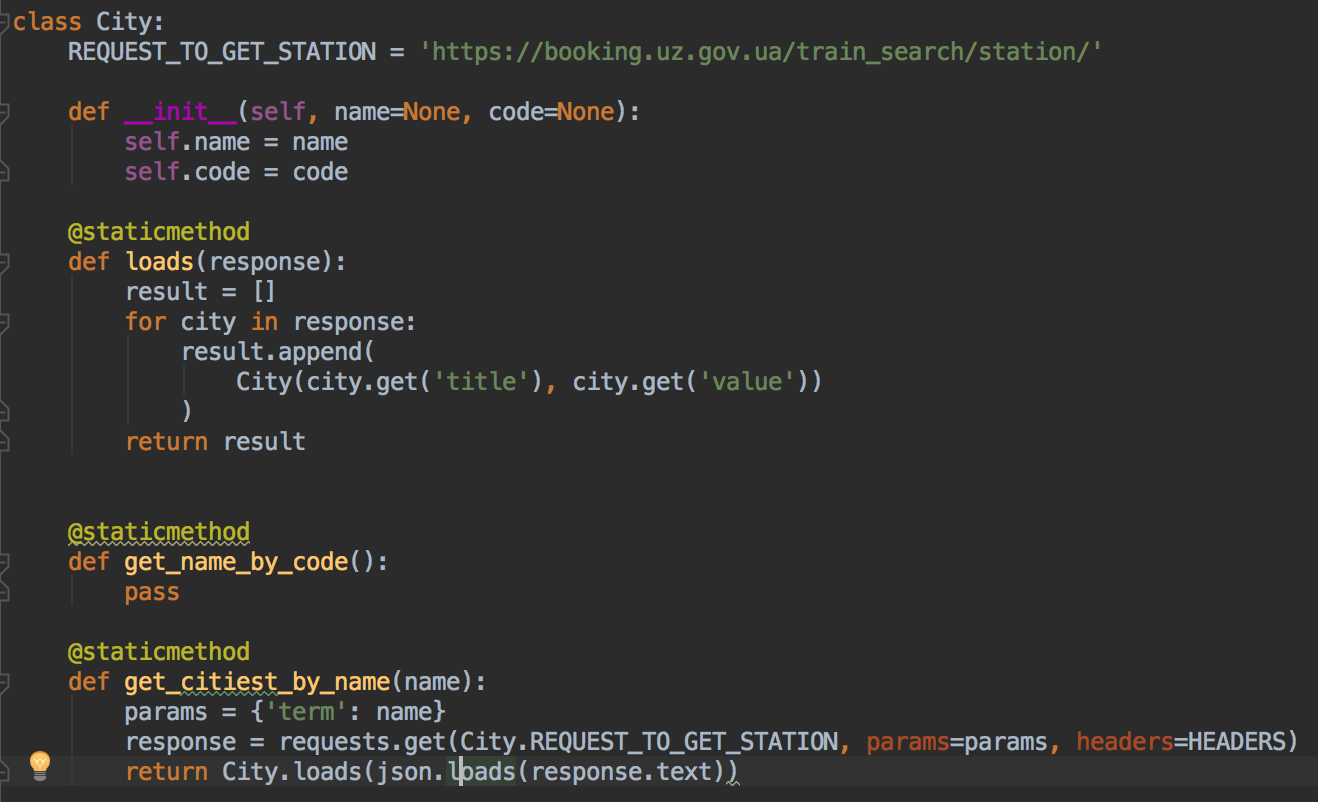 class City:
    REQUEST_TO_GET_STATION = 'https://booking.uz.gov.ua/train_search/station/'
    def __init__(self, name=None, code=None):
        self.name = name
        self.code = code
    @staticmethod
    def loads(response):
        result = []
        for city in response:
            result.append(
                City(city.get('title'), city.get('value'))
            )
        return result
    @staticmethod
    def get_name_by_code():
        pass
    @staticmethod
    def get_citiest_by_name(name):
        params = {'term': name}
        response = requests.get(City.REQUEST_TO_GET_STATION, params=params, headers=HEADERS)
        return City.loads(json.loads(response.text))